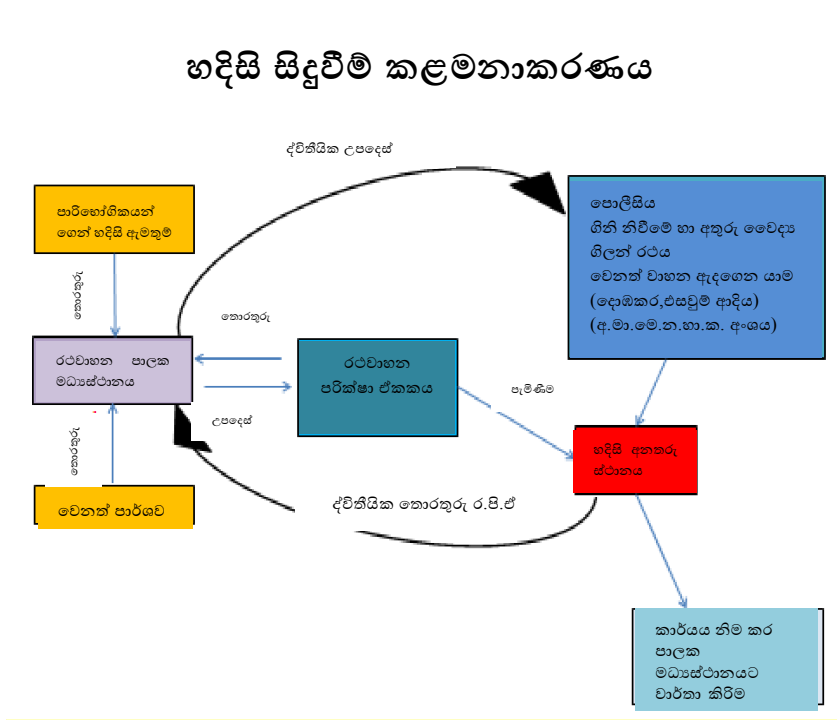 හදිසි සිදුවීම් කළමනාකරණය
ද්විතීයික උපදෙස්
පාරිභෝගිකයන්
ගෙන් හදිසි ඇමතුම්
පොලීසිය
ගිනි නිවීමේ හා අතුරු වෛද්‍ය
ගිලන් රථය
වෙනත් වාහන ඇදගෙන යාම
(දොඹකර,එසවුම් ආදිය)
(අ.මා.මෙ.න.හා.ක. අංශය)
තොරතුරු
තොරතුරු
රථවාහන පාලක
මධ්‍යස්ථානය
රථවාහන
පරික්ෂා ඒකකය
පැමිණීම
උපදෙස්
තොරතුරු
හදිසි අනතුරු
ස්ථානය
වෙනත් පාර්ශව
ද්විතීයික තොරතුරු ර.පි.ඒ
කාර්යය නිම කර
පාලක
මධ්‍යස්ථානයට
වාර්තා කිරීම